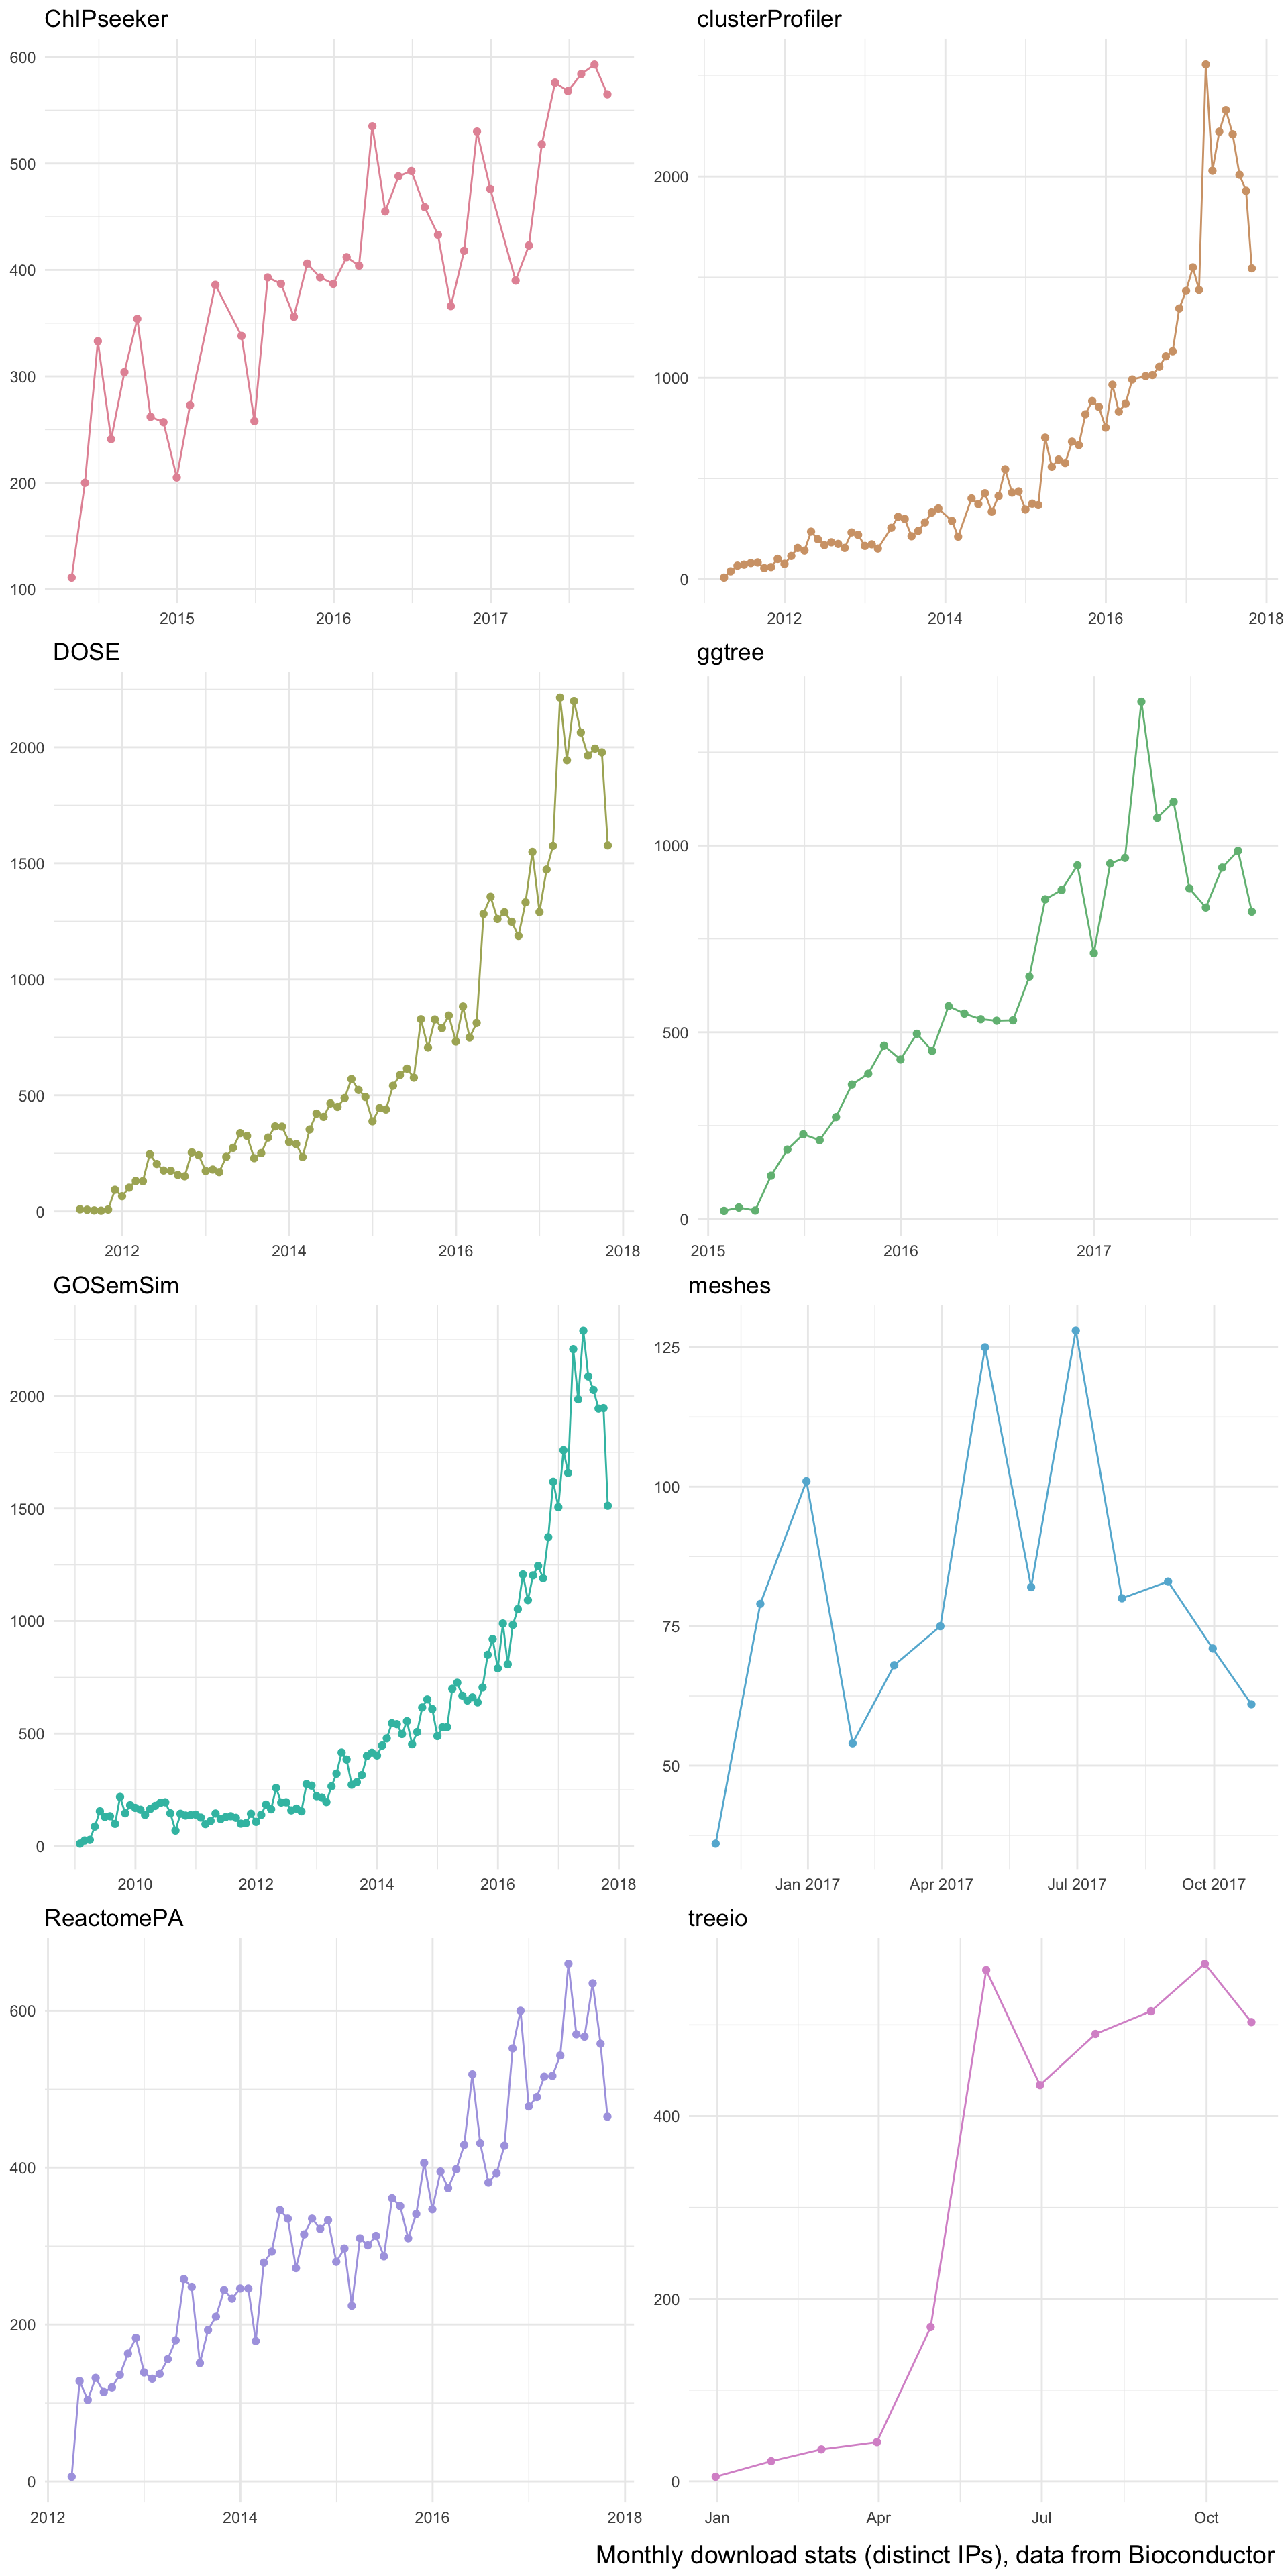 ChIPseeker
600
500
400
300
200
100
2015 2016 2017
clusterProfiler
2000
1000
0
2012 2014 2016 2018
DOSE
2000
1500
1000
500
0
2012 2014 2016 2018
ggtree
1000
500
0
2015 2016 2017
GOSemSim
2000
1500
1000
500
0
2010 2012 2014 2016 2018
meshes
125
100
75
50
Jan 2017 Apr 2017 Jul 2017 Oct 2017
ReactomePA
600
400
200
0
2012 2014 2016 2018
treeio
400
200
0
Jan Apr Jul Oct
Monthly download stats (distinct IPs), data from Bioconductor